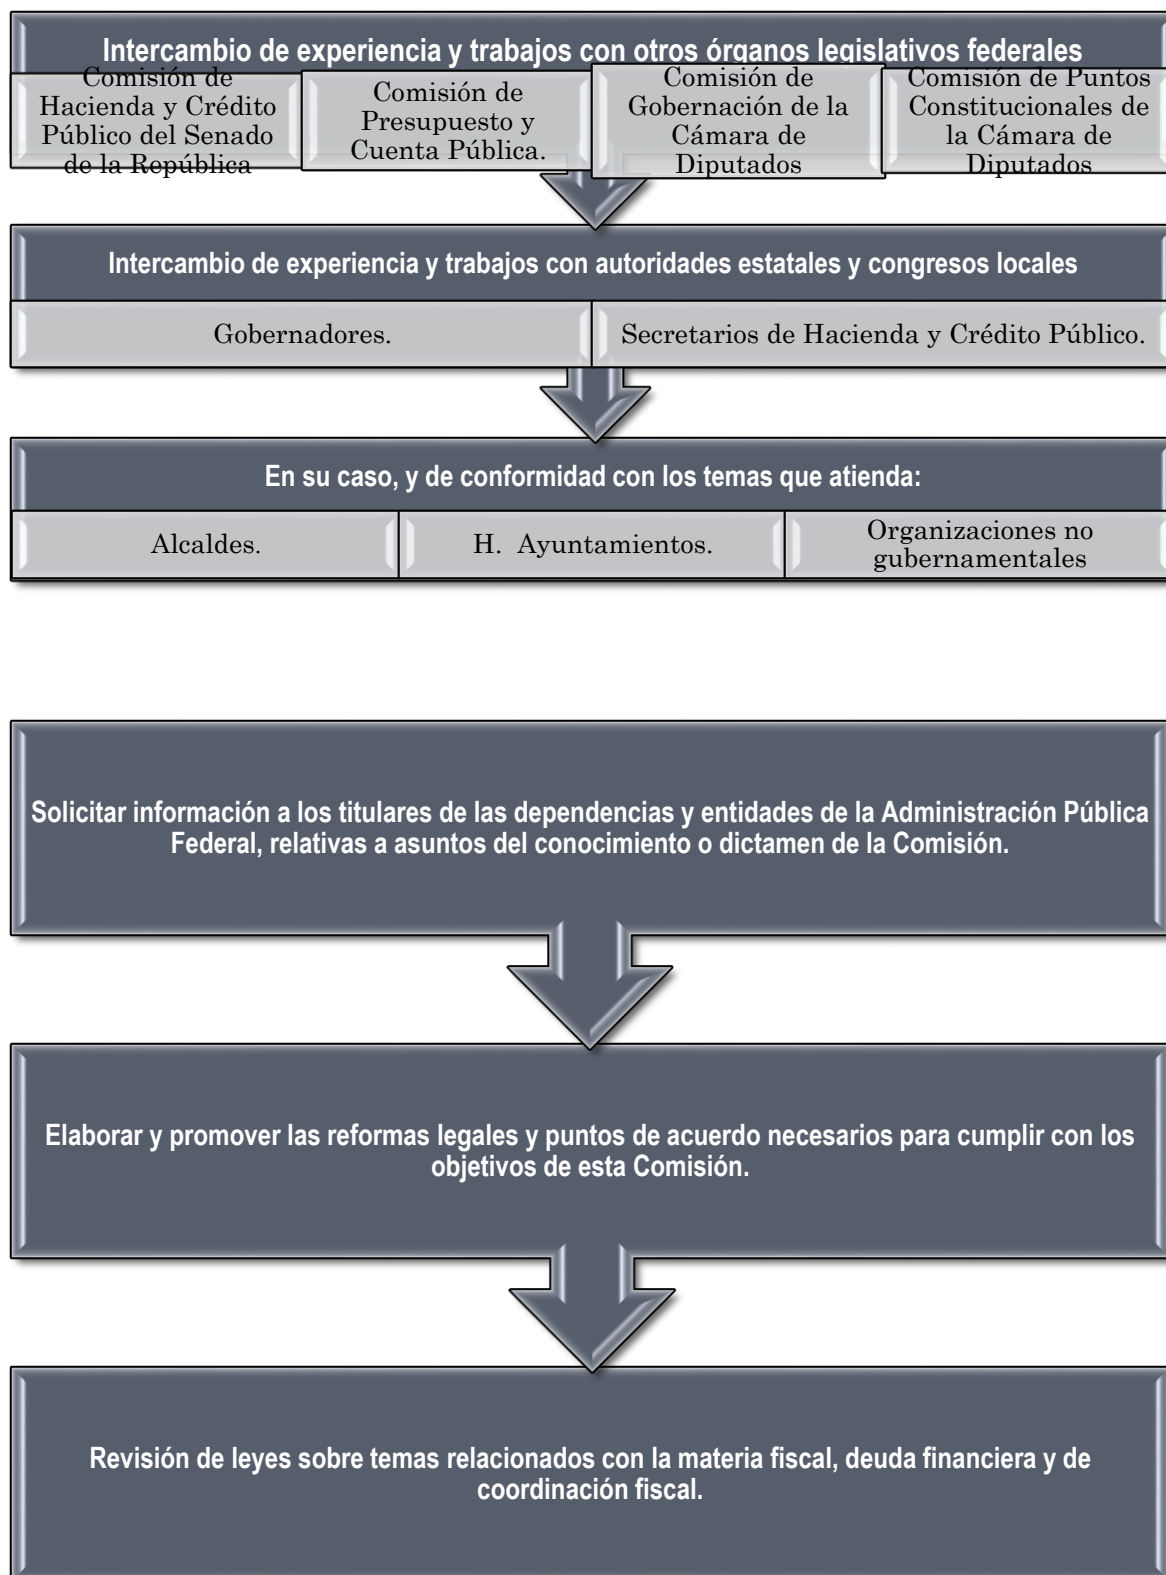 Intercambio de experiencia y trabajos con otros órganos legislativos federales
Comisión de
Hacienda y Crédito
Público del Senado
de la República
Comisión de
Presupuesto y
Cuenta Pública.
Comisión de
Gobernación de la
Cámara de
Diputados
Comisión de Puntos
Constitucionales de
la Cámara de
Diputados
Intercambio de experiencia y trabajos con autoridades estatales y congresos locales
Gobernadores.
Secretarios de Hacienda y Crédito Público.
En su caso, y de conformidad con los temas que atienda:
Alcaldes.
H. Ayuntamientos.
Organizaciones no
gubernamentales
Solicitar información a los titulares de las dependencias y entidades de la Administración Pública
Federal, relativas a asuntos del conocimiento o dictamen de la Comisión.
Elaborar y promover las reformas legales y puntos de acuerdo necesarios para cumplir con los
objetivos de esta Comisión.
Revisión de leyes sobre temas relacionados con la materia fiscal, deuda financiera y de
coordinación fiscal.